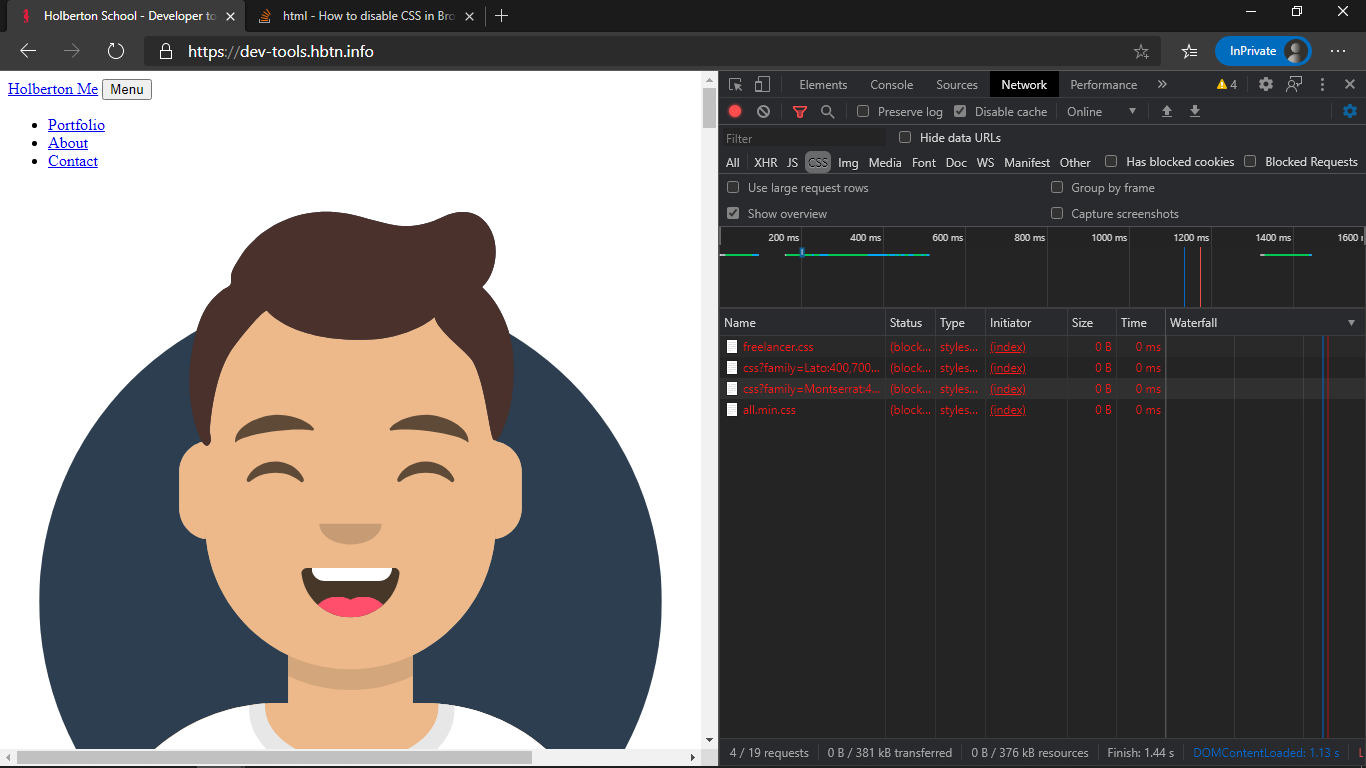 Holberton School - Developer to
html - How to disable CSS in Bro
https://dev-tools.hbtn.info
InPrivate
Holberton Me Menu
Portfolio
About
Contact
Elements Console Sources Network Performance 4
Preserve log Disable cache Online
Filter Hide data URLs
All XHR JS CSS Img Media Font Doc WS Manifest Other Has blocked cookies Blocked Requests
Use large request rows Group by frame
Show overview Capture screenshots
200 ms 400 ms 600 ms 800 ms 1000 ms 1200 ms 1400 ms 1600
Name Status Type Initiator Size Time Waterfall
freelancer.css (block... styles... (index) 0 B 0 ms
css?family=Lato:400,700... (block... styles... (index) 0 B 0 ms
css?family=Montserrat:4... (block... styles... (index) 0 B 0 ms
all.min.css (block... styles... (index) 0 B 0 ms
4 / 19 requests 0 B / 381 kB transferred 0 B / 376 kB resources Finish: 1.44 s DOMContentLoaded: 1.13 s L